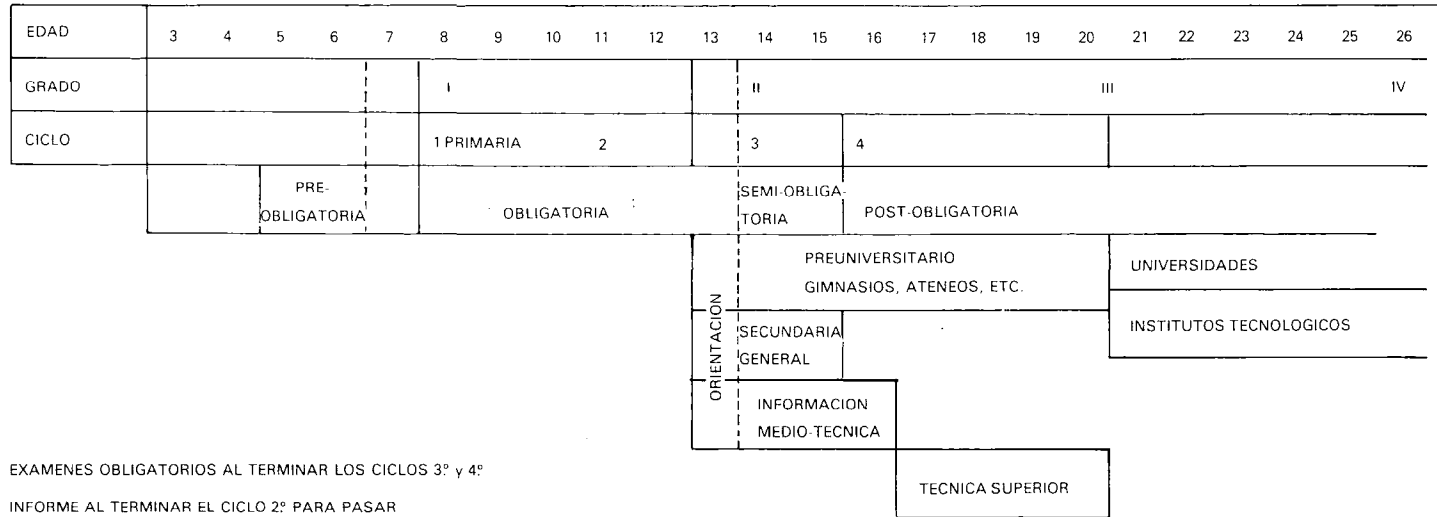 EDAD 3 4 5 6 7 8 9 10 11 12 13 14 15 16 17 18 19 20 21 22 23 24 25 26
GRADO I II III IV
CICLO 1 PRIMARIA 2 3 4
PRE-
OBLIGATORIA
OBLIGATORIA
SEMI-OBLIGA-
TORIA
POST-OBLIGATORIA
ORIENTACION
PREUNIVERSITARIO
GIMNASIOS, ATENEOS, ETC.
UNIVERSIDADES
INSTITUTOS TECNOLOGICOS
SECUNDARIA
GENERAL
INFORMACION
MEDIO-TECNICA
TECNICA SUPERIOR
EXAMENES OBLIGATORIOS AL TERMINAR LOS CICLOS 3º y 4º
INFORME AL TERMINAR EL CICLO 2º PARA PASAR